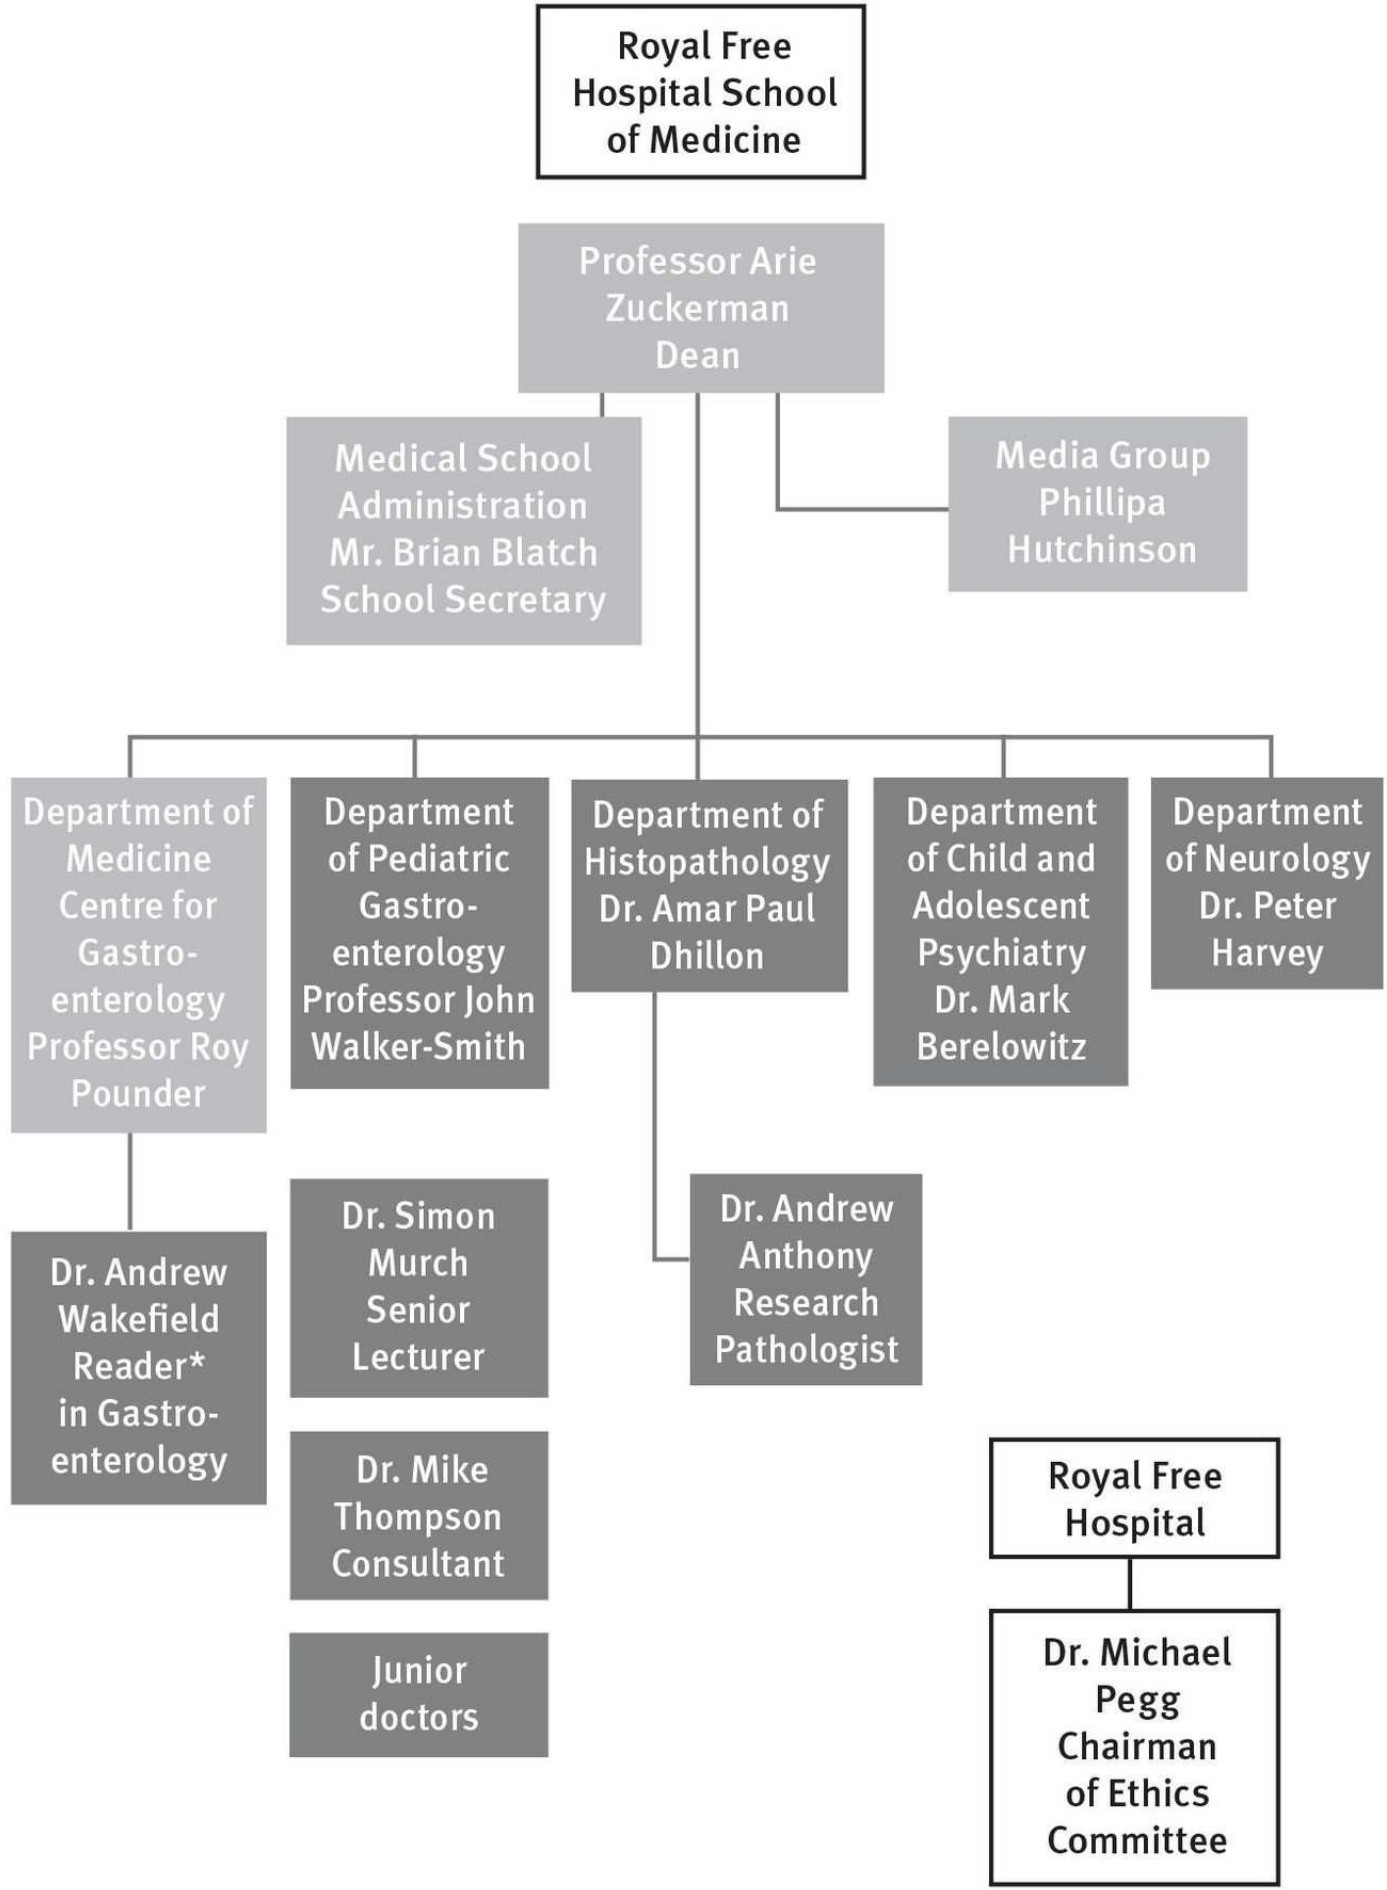 Royal Free
Hospital School
of Medicine
Professor Arie
Zuckerman
Dean
Medical School
Administration
Mr. Brian Blatch
School Secretary
Media Group
Phillipa
Hutchinson
Department of
Medicine
Centre for
Gastro-
enterology
Professor Roy
Pounder
Department
of Pediatric
Gastro-
enterology
Professor John
Walker-Smith
Department of
Histopathology
Dr. Amar Paul
Dhillon
Department
of Child and
Adolescent
Psychiatry
Dr. Mark
Berelowitz
Department
of Neurology
Dr. Peter
Harvey
Dr. Andrew
Wakefield
Reader*
in Gastro-
enterology
Dr. Simon
Murch
Senior
Lecturer
Dr. Mike
Thompson
Consultant
Junior
doctors
Dr. Andrew
Anthony
Research
Pathologist
Royal Free
Hospital
Dr. Michael
Pegg
Chairman
of Ethics
Committee